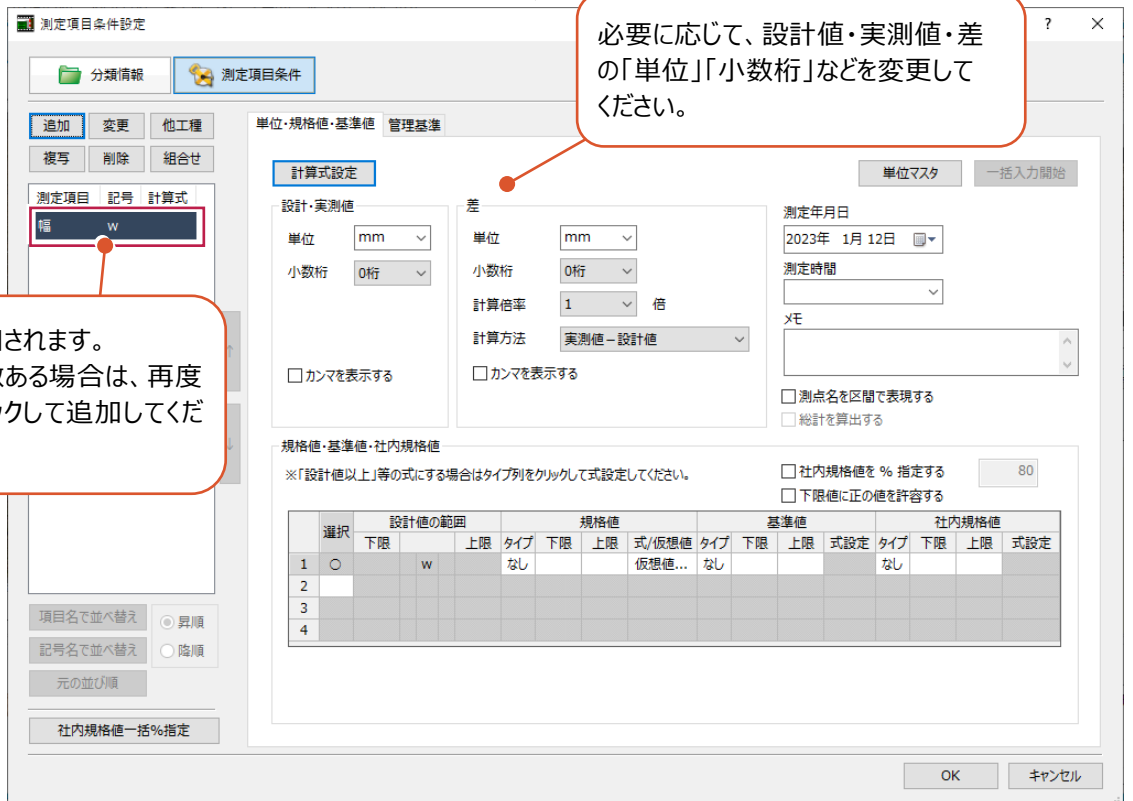 測定項目条件設定
? ×
必要に応じて、設計値・実測値・差
の「単位」「小数桁」などを変更して
ください。
分類情報 測定項目条件
追加 変更 他工種
複写 削除 組合せ
測定項目 記号 計算式
幅 w
されます。
ある場合は、再度
ックして追加してくだ
↑
↓
項目名で並べ替え
記号名で並べ替え
元の並び順
昇順
降順
社内規格値一括%指定
単位・規格値・基準値 管理基準
計算式設定 単位マスタ 一括入力開始
設計・実測値
単位 mm
小数桁 0桁
カンマを表示する
差
単位 mm
小数桁 0桁
計算倍率 1 倍
計算方法 実測値－設計値
カンマを表示する
測定年月日
2023年 1月 12日
測定時間
メモ
測点名を区間で表現する
総計を算出する
規格値・基準値・社内規格値
※「設計値以上」等の式にする場合はタイプ列をクリックして式設定してください。
社内規格値を % 指定する 80
下限値に正の値を許容する
選択 設計値の範囲 規格値 基準値 社内規格値
下限 上限 タイプ 下限 上限 式/仮想値 タイプ 下限 上限 式設定 タイプ 下限 上限 式設定
1 ○ w なし 仮想値... なし なし
2
3
4
OK キャンセル